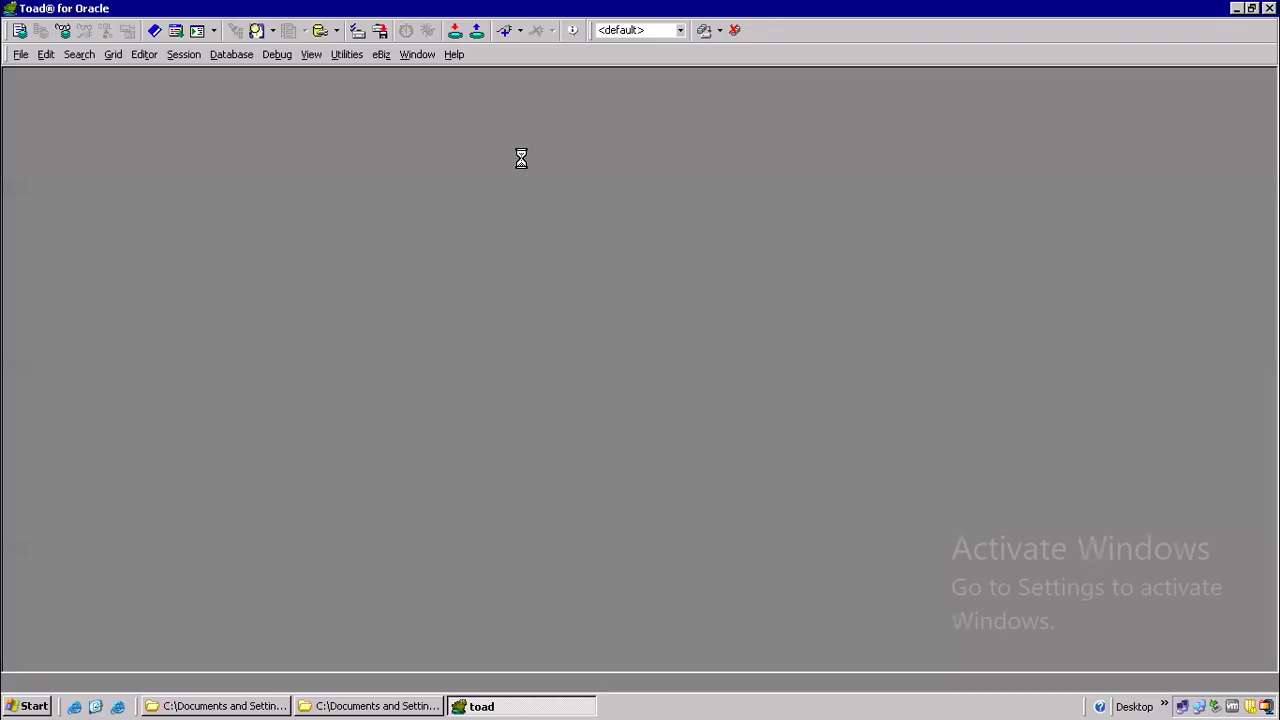 Toad® for Oracle
<default>
File Edit Search Grid Editor Session Database Debug View Utilities eBiz Window Help
Activate Windows
Go to Settings to activate
Windows.
Start C:\Documents and Settin... C:\Documents and Settin... toad Desktop »